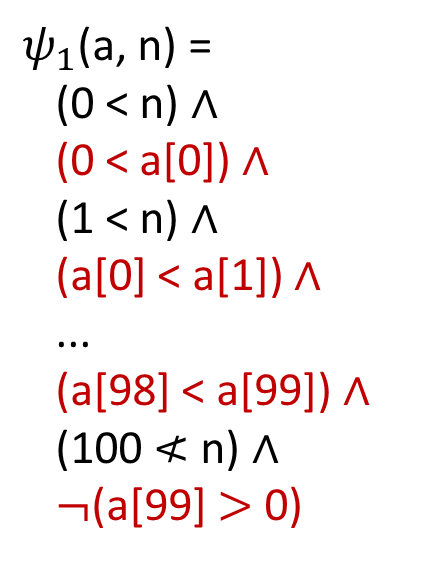 𝜓₁(a, n) =
(0 < n) ∧
(0 < a[0]) ∧
(1 < n) ∧
(a[0] < a[1]) ∧
...
(a[98] < a[99]) ∧
(100 ≮ n) ∧
¬(a[99] > 0)